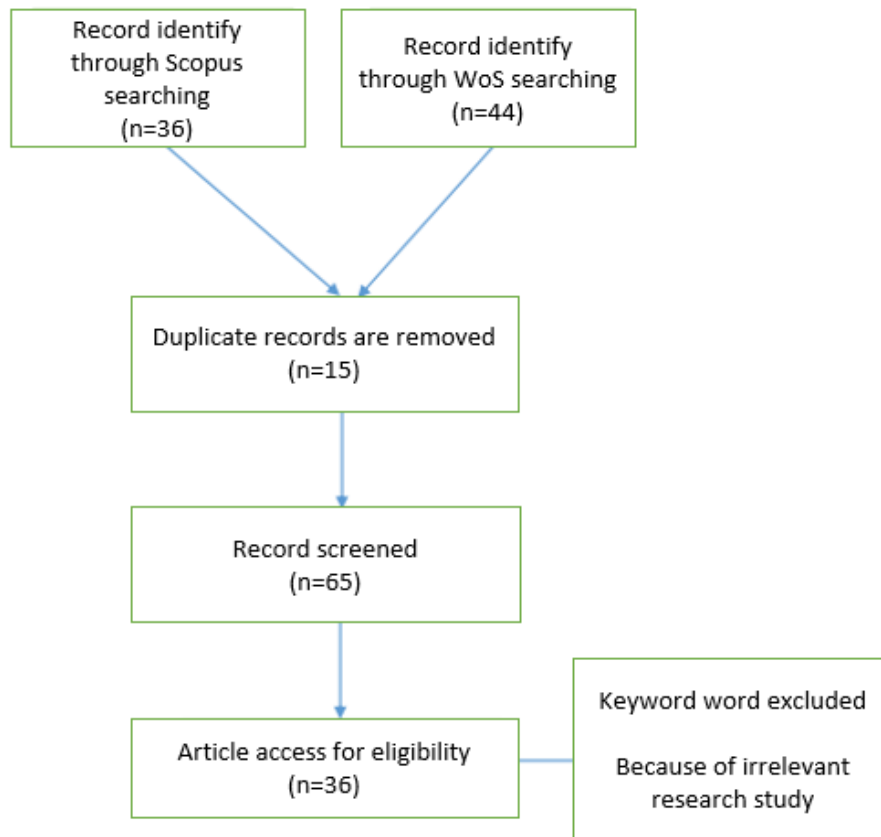 Record identify
through Scopus
searching
(n=36)
Record identify
through WoS searching
(n=44)
Duplicate records are removed
(n=15)
Record screened
(n=65)
Article access for eligibility
(n=36)
Keyword word excluded
Because of irrelevant
research study